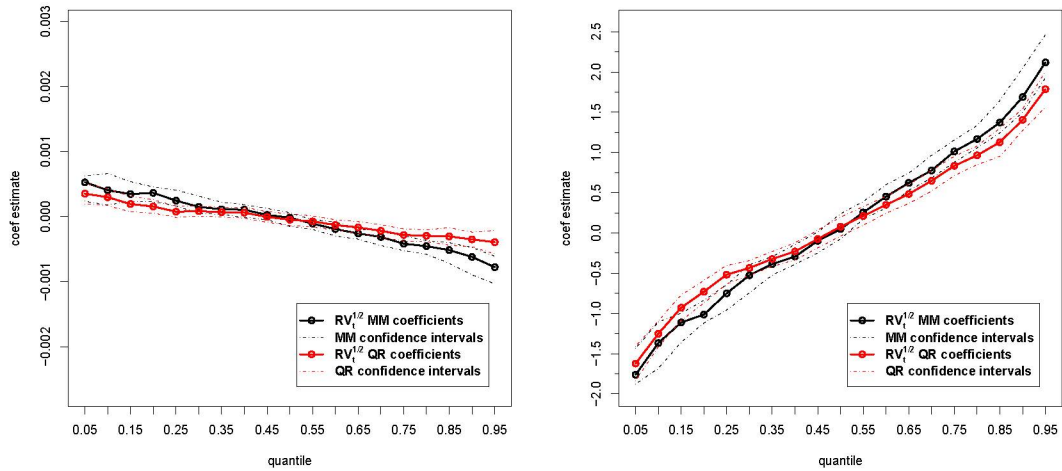 coef estimate
0.003
0.002
0.001
0.000
−0.001
−0.002
RV_t^{1/2} MM coefficients
MM confidence intervals
RV_t^{1/2} QR coefficients
QR confidence intervals
0.05 0.15 0.25 0.35 0.45 0.55 0.65 0.75 0.85 0.95
quantile
coef estimate
2.5
2.0
1.5
1.0
0.5
0.0
−0.5
−1.0
−1.5
−2.0
RV_t^{1/2} MM coefficients
MM confidence intervals
RV_t^{1/2} QR coefficients
QR confidence intervals
0.05 0.15 0.25 0.35 0.45 0.55 0.65 0.75 0.85 0.95
quantile